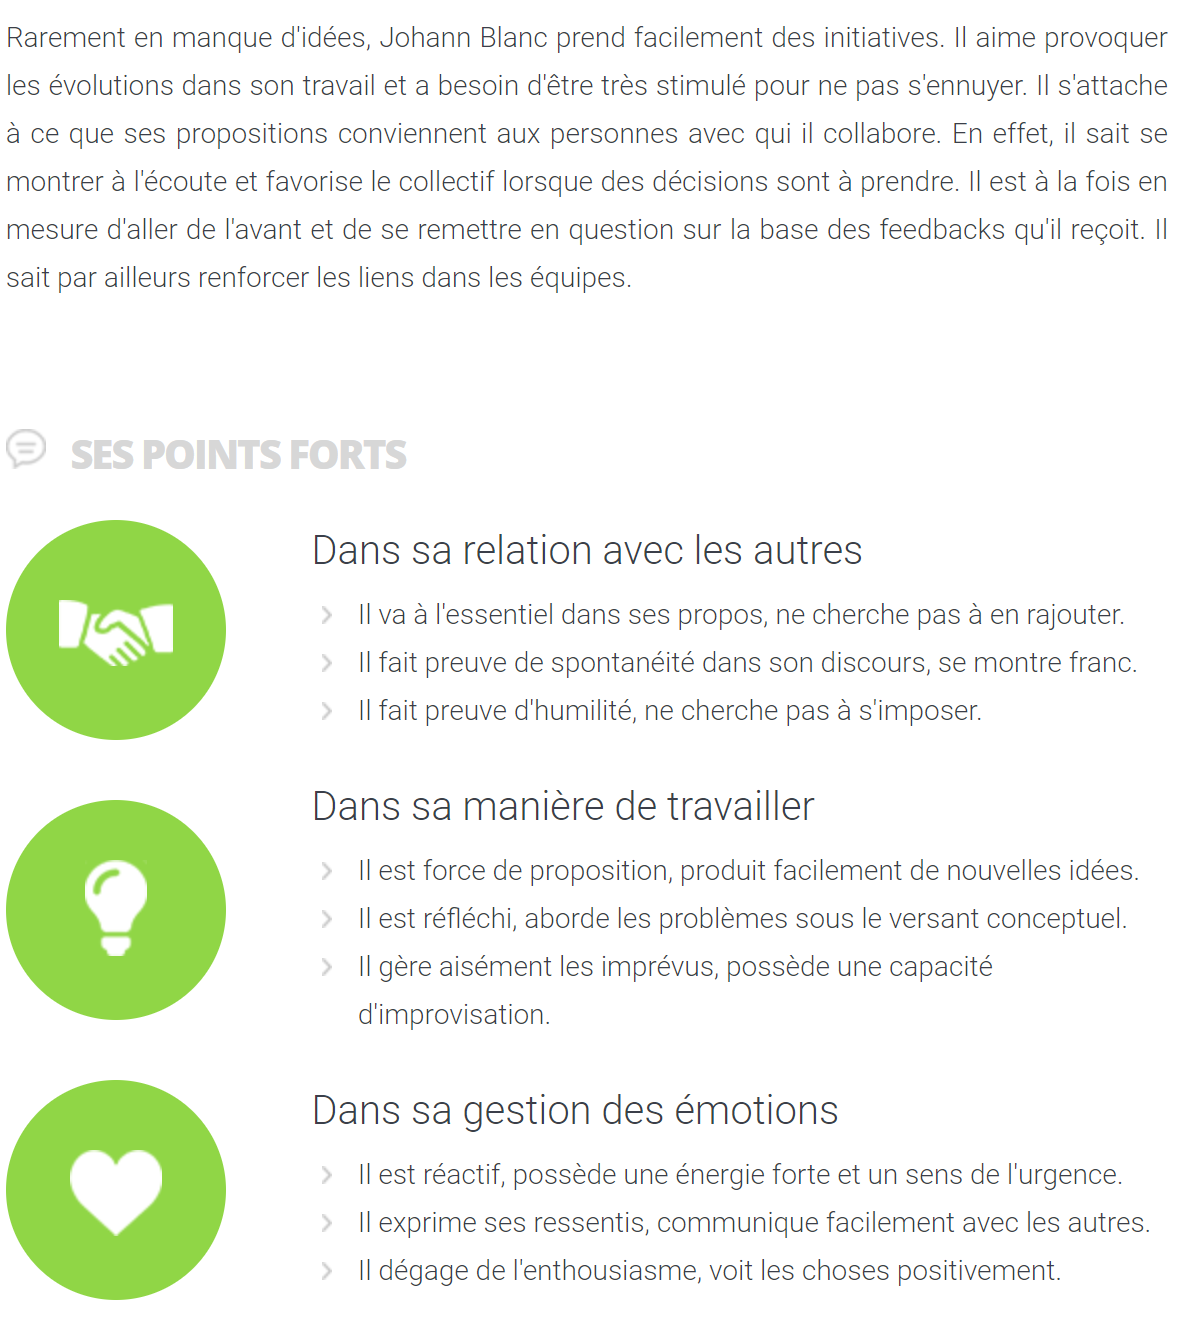 Rarement en manque d'idées, Johann Blanc prend facilement des initiatives. Il aime provoquer
les évolutions dans son travail et a besoin d'être très stimulé pour ne pas s'ennuyer. Il s'attache
à ce que ses propositions conviennent aux personnes avec qui il collabore. En effet, il sait se
montrer à l'écoute et favorise le collectif lorsque des décisions sont à prendre. Il est à la fois en
mesure d'aller de l'avant et de se remettre en question sur la base des feedbacks qu'il reçoit. Il
sait par ailleurs renforcer les liens dans les équipes.
SES POINTS FORTS
Dans sa relation avec les autres
Il va à l'essentiel dans ses propos, ne cherche pas à en rajouter.
Il fait preuve de spontanéité dans son discours, se montre franc.
Il fait preuve d'humilité, ne cherche pas à s'imposer.
Dans sa manière de travailler
Il est force de proposition, produit facilement de nouvelles idées.
Il est réfléchi, aborde les problèmes sous le versant conceptuel.
Il gère aisément les imprévus, possède une capacité
d'improvisation.
Dans sa gestion des émotions
Il est réactif, possède une énergie forte et un sens de l'urgence.
Il exprime ses ressentis, communique facilement avec les autres.
Il dégage de l'enthousiasme, voit les choses positivement.